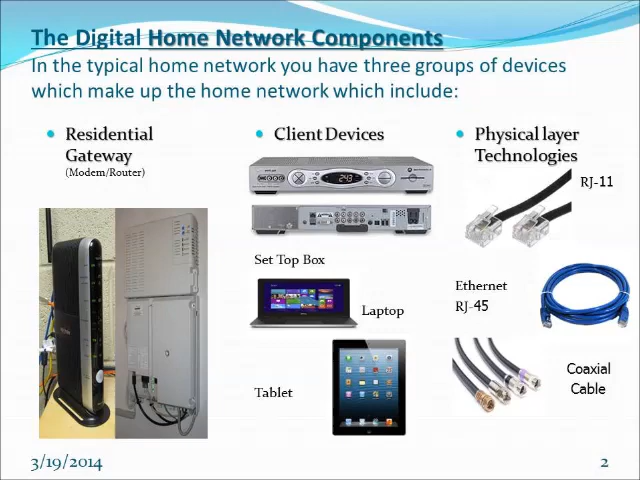 The Digital Home Network Components
In the typical home network you have three groups of devices
which make up the home network which include:
Residential
Gateway
(Modem/Router)
Client Devices
243
Set Top Box
Laptop
Tablet
Physical layer
Technologies
RJ-11
Ethernet
RJ-45
Coaxial
Cable
3/19/2014
2